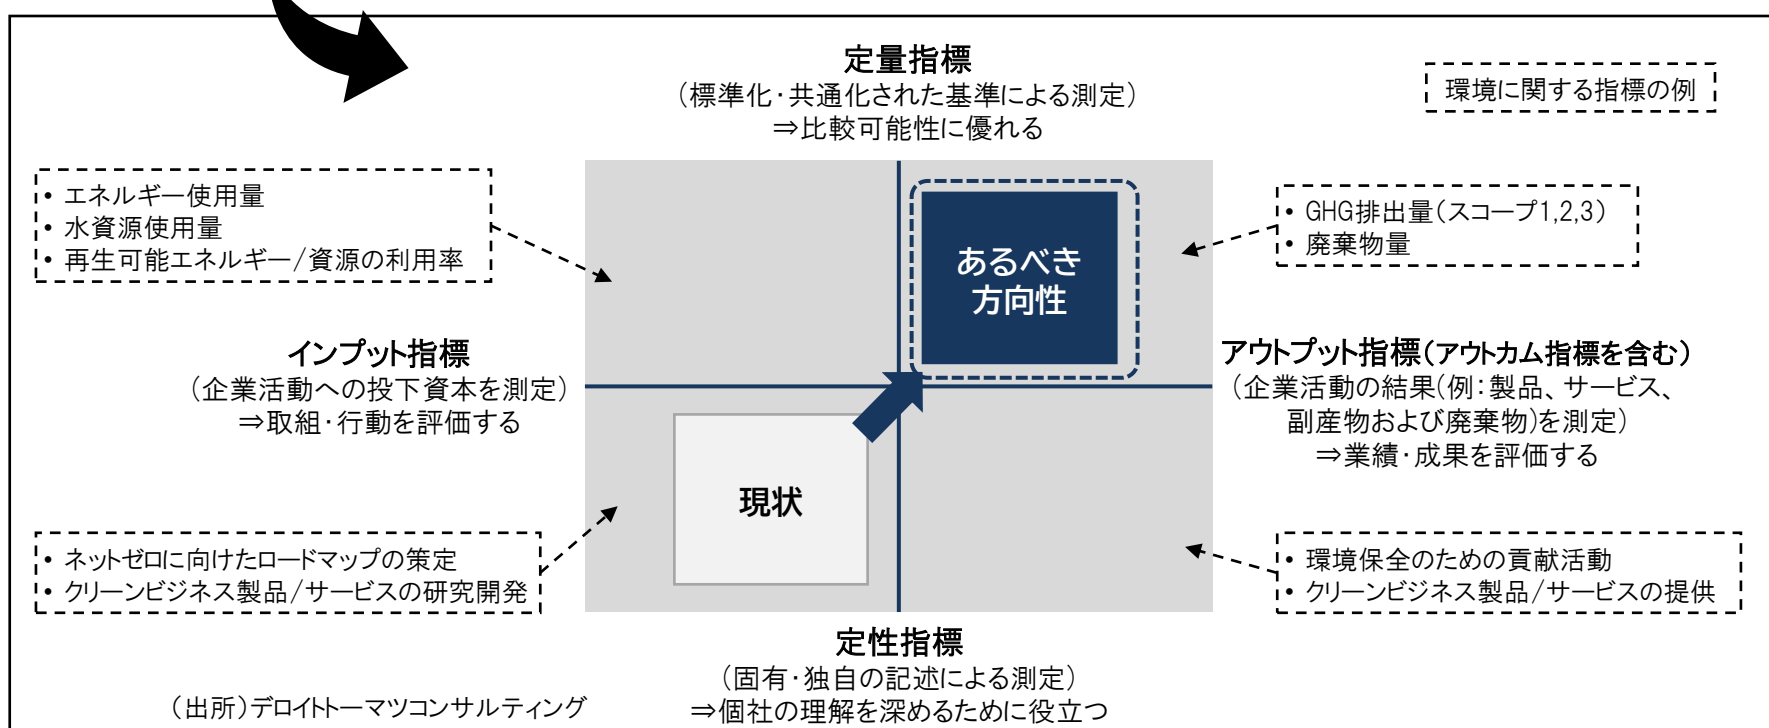 定量指標
（標準化・共通化された基準による測定）
⇒比較可能性に優れる
環境に関する指標の例
• エネルギー使用量
• 水資源使用量
• 再生可能エネルギー/資源の利用率
• GHG排出量（スコープ1,2,3）
• 廃棄物量
あるべき
方向性
インプット指標
（企業活動への投下資本を測定）
⇒取組・行動を評価する
アウトプット指標（アウトカム指標を含む）
（企業活動の結果（例：製品、サービス、
副産物および廃棄物）を測定）
⇒業績・成果を評価する
現状
• ネットゼロに向けたロードマップの策定
• クリーンビジネス製品/サービスの研究開発
• 環境保全のための貢献活動
• クリーンビジネス製品/サービスの提供
定性指標
（固有・独自の記述による測定）
⇒個社の理解を深めるために役立つ
（出所）デロイトトーマツコンサルティング